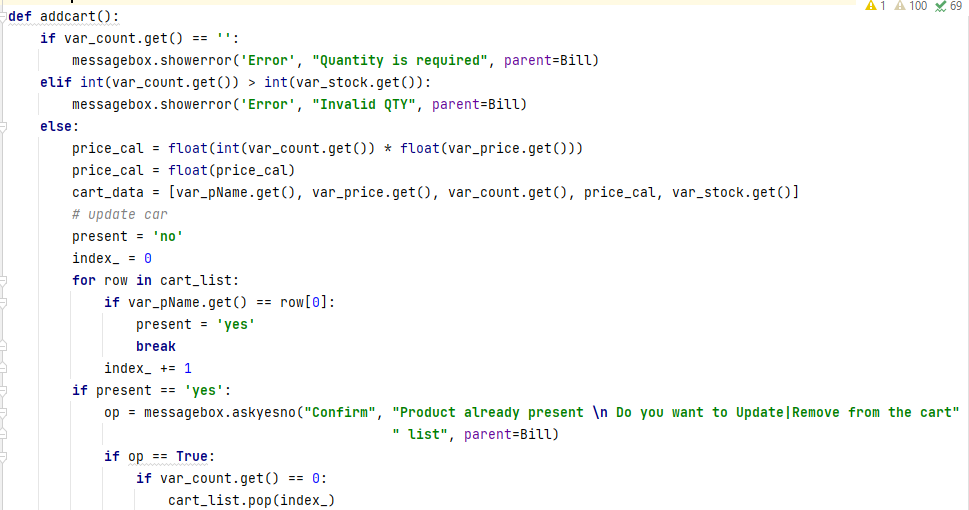 1 100 69
def addcart():
    if var_count.get() == '':
        messagebox.showerror('Error', "Quantity is required", parent=Bill)
    elif int(var_count.get()) > int(var_stock.get()):
        messagebox.showerror('Error', "Invalid QTY", parent=Bill)
    else:
        price_cal = float(int(var_count.get()) * float(var_price.get()))
        price_cal = float(price_cal)
        cart_data = [var_pName.get(), var_price.get(), var_count.get(), price_cal, var_stock.get()]
        # update car
        present = 'no'
        index_ = 0
        for row in cart_list:
            if var_pName.get() == row[0]:
                present = 'yes'
                break
            index_ += 1
        if present == 'yes':
            op = messagebox.askyesno("Confirm", "Product already present \n Do you want to Update|Remove from the cart"
                                                " list", parent=Bill)
            if op == True:
                if var_count.get() == 0:
                    cart_list.pop(index_)